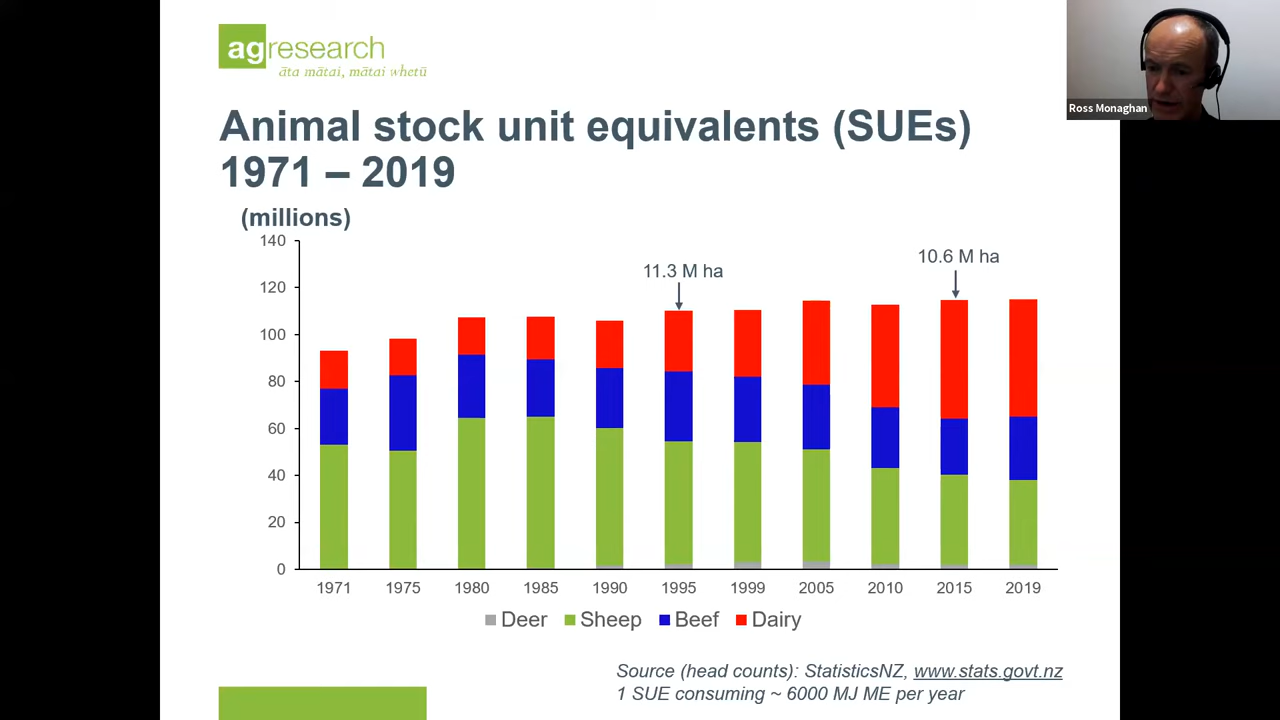 agresearch
āta mātai, mātai whetū
Ross Monaghan
Animal stock unit equivalents (SUEs)
1971 – 2019
(millions)
140
120
100
80
60
40
20
0
11.3 M ha
10.6 M ha
1971 1975 1980 1985 1990 1995 1999 2005 2010 2015 2019
Deer Sheep Beef Dairy
Source (head counts): StatisticsNZ, www.stats.govt.nz
1 SUE consuming ~ 6000 MJ ME per year